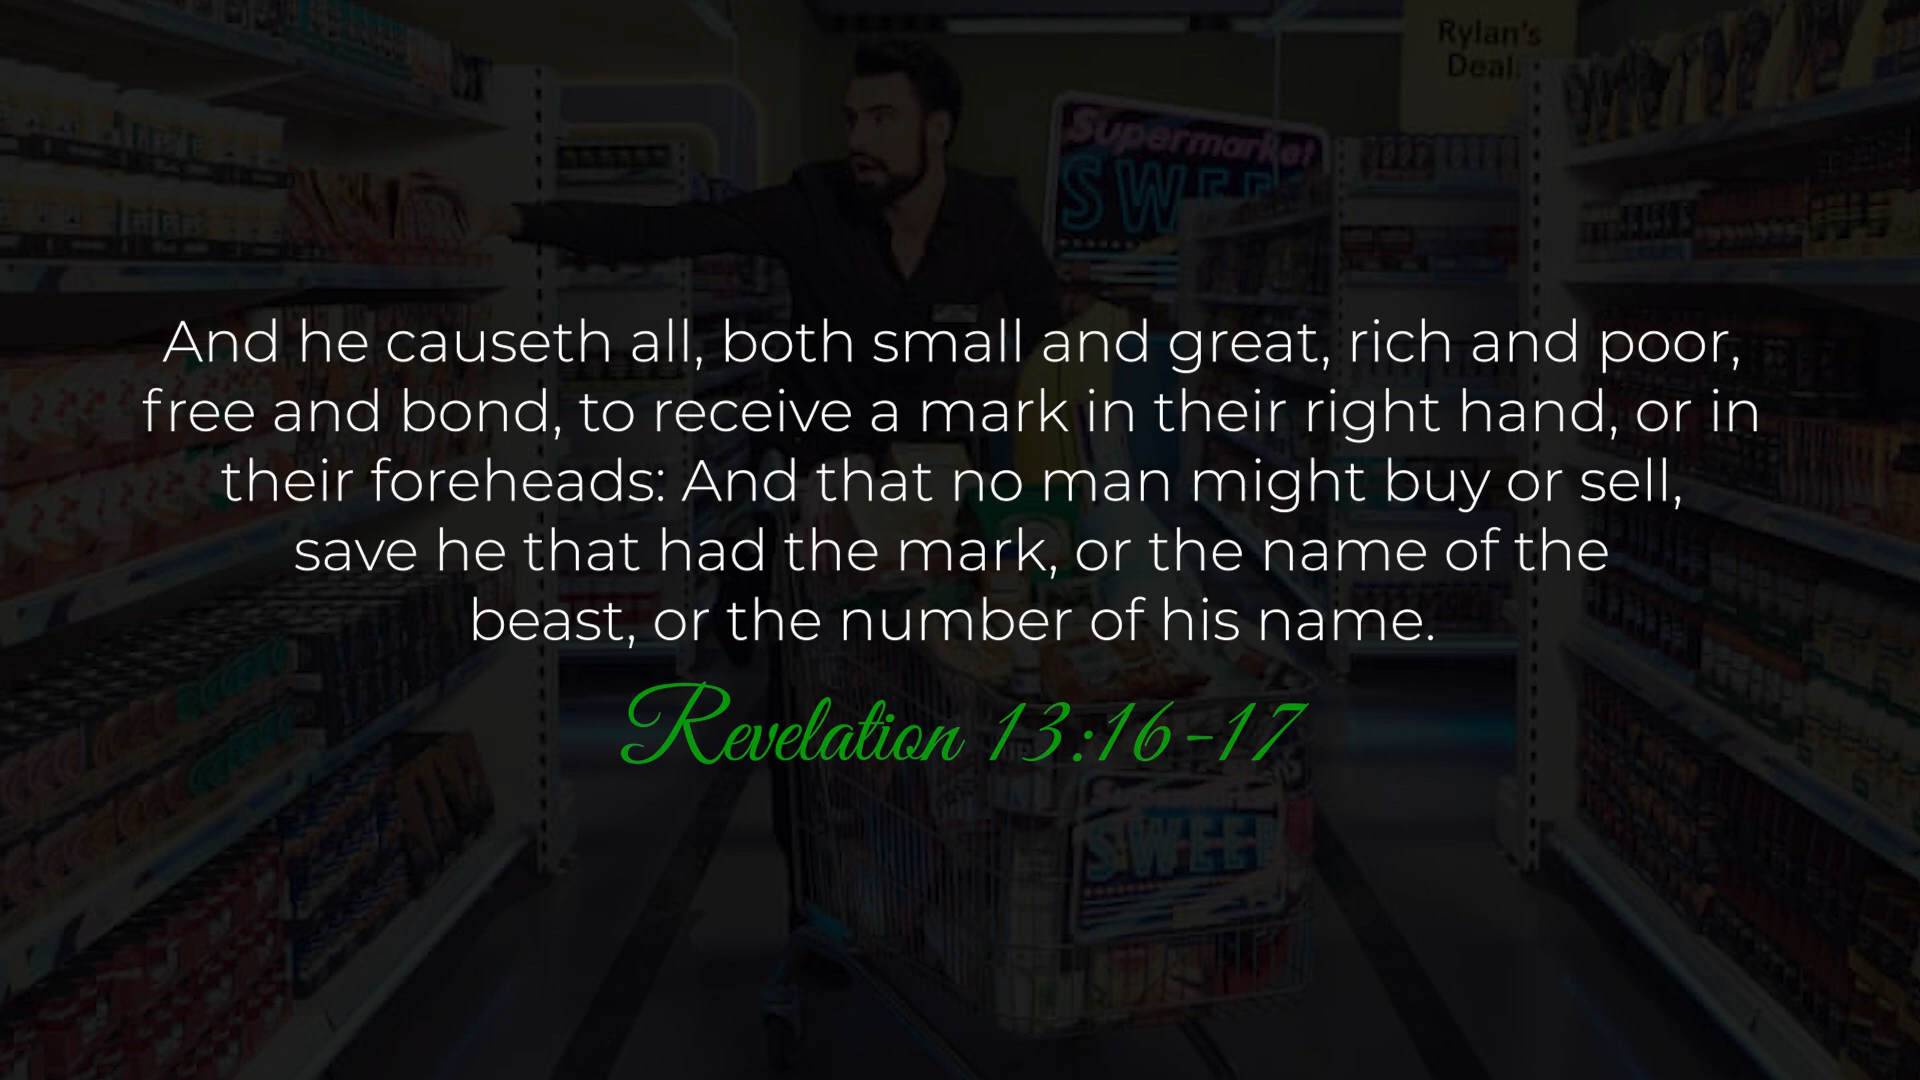 Rylan's
Deal
Supermarket
SWEE
And he causeth all, both small and great, rich and poor,
free and bond, to receive a mark in their right hand, or in
their foreheads: And that no man might buy or sell,
save he that had the mark, or the name of the
beast, or the number of his name.
Revelation 13:16-17
SWEE